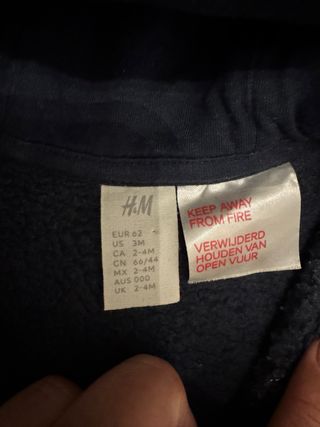 H&M
EUR 62
US 3M
CA 2-4M
CN 66/44
MX 2-4M
AUS 000
UK 2-4M
KEEP AWAY
FROM FIRE
VERWIJDERD
HOUDEN VAN
OPEN VUUR